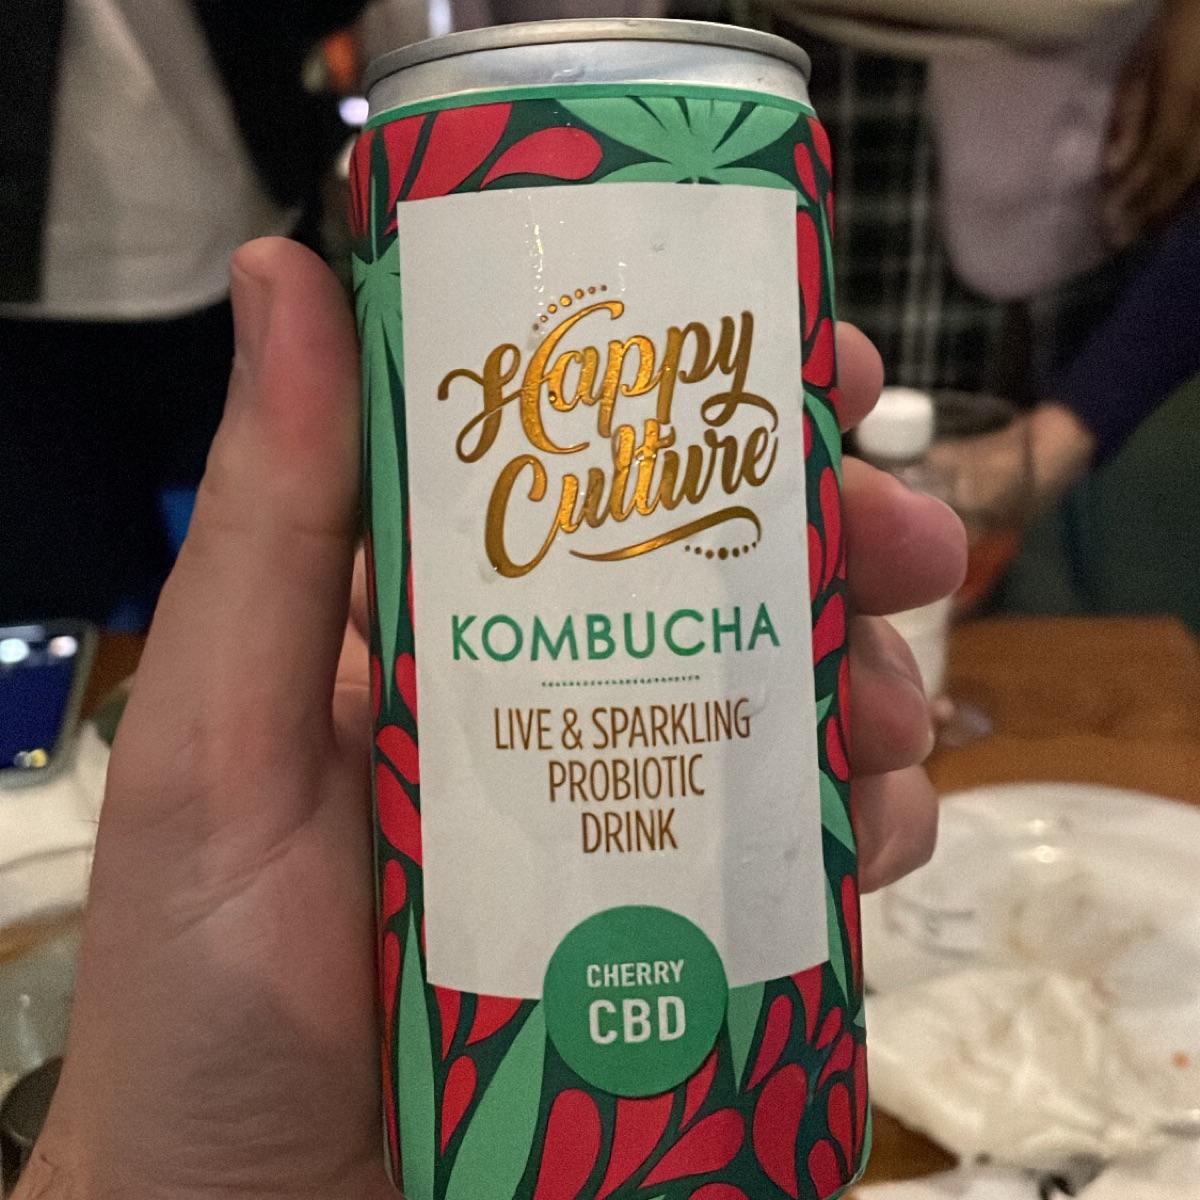 Happy
Culture
KOMBUCHA
LIVE & SPARKLING
PROBIOTIC
DRINK
CHERRY
CBD